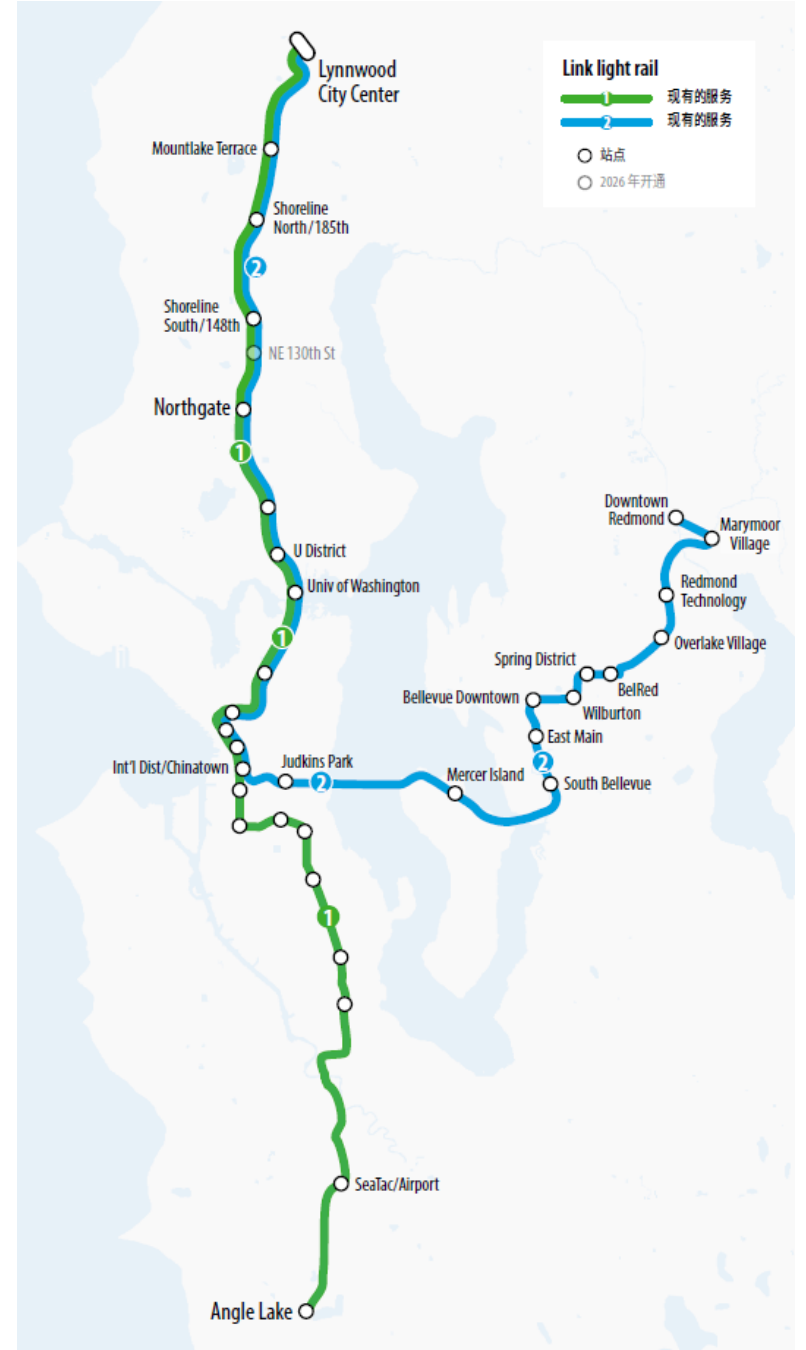 Lynnwood
City Center
Link light rail
1 现有的服务
2 现有的服务
站点
2026 年开通
Mountlake Terrace
Shoreline
North/185th
2
Shoreline
South/148th
NE 130th St
Northgate
1
U District
Univ of Washington
1
Downtown
Redmond
Marymoor
Village
Redmond
Technology
Overlake Village
Spring District
BelRed
Wilburton
Bellevue Downtown
East Main
2
South Bellevue
Mercer Island
Judkins Park
2
Int'l Dist/Chinatown
1
SeaTac/Airport
Angle Lake